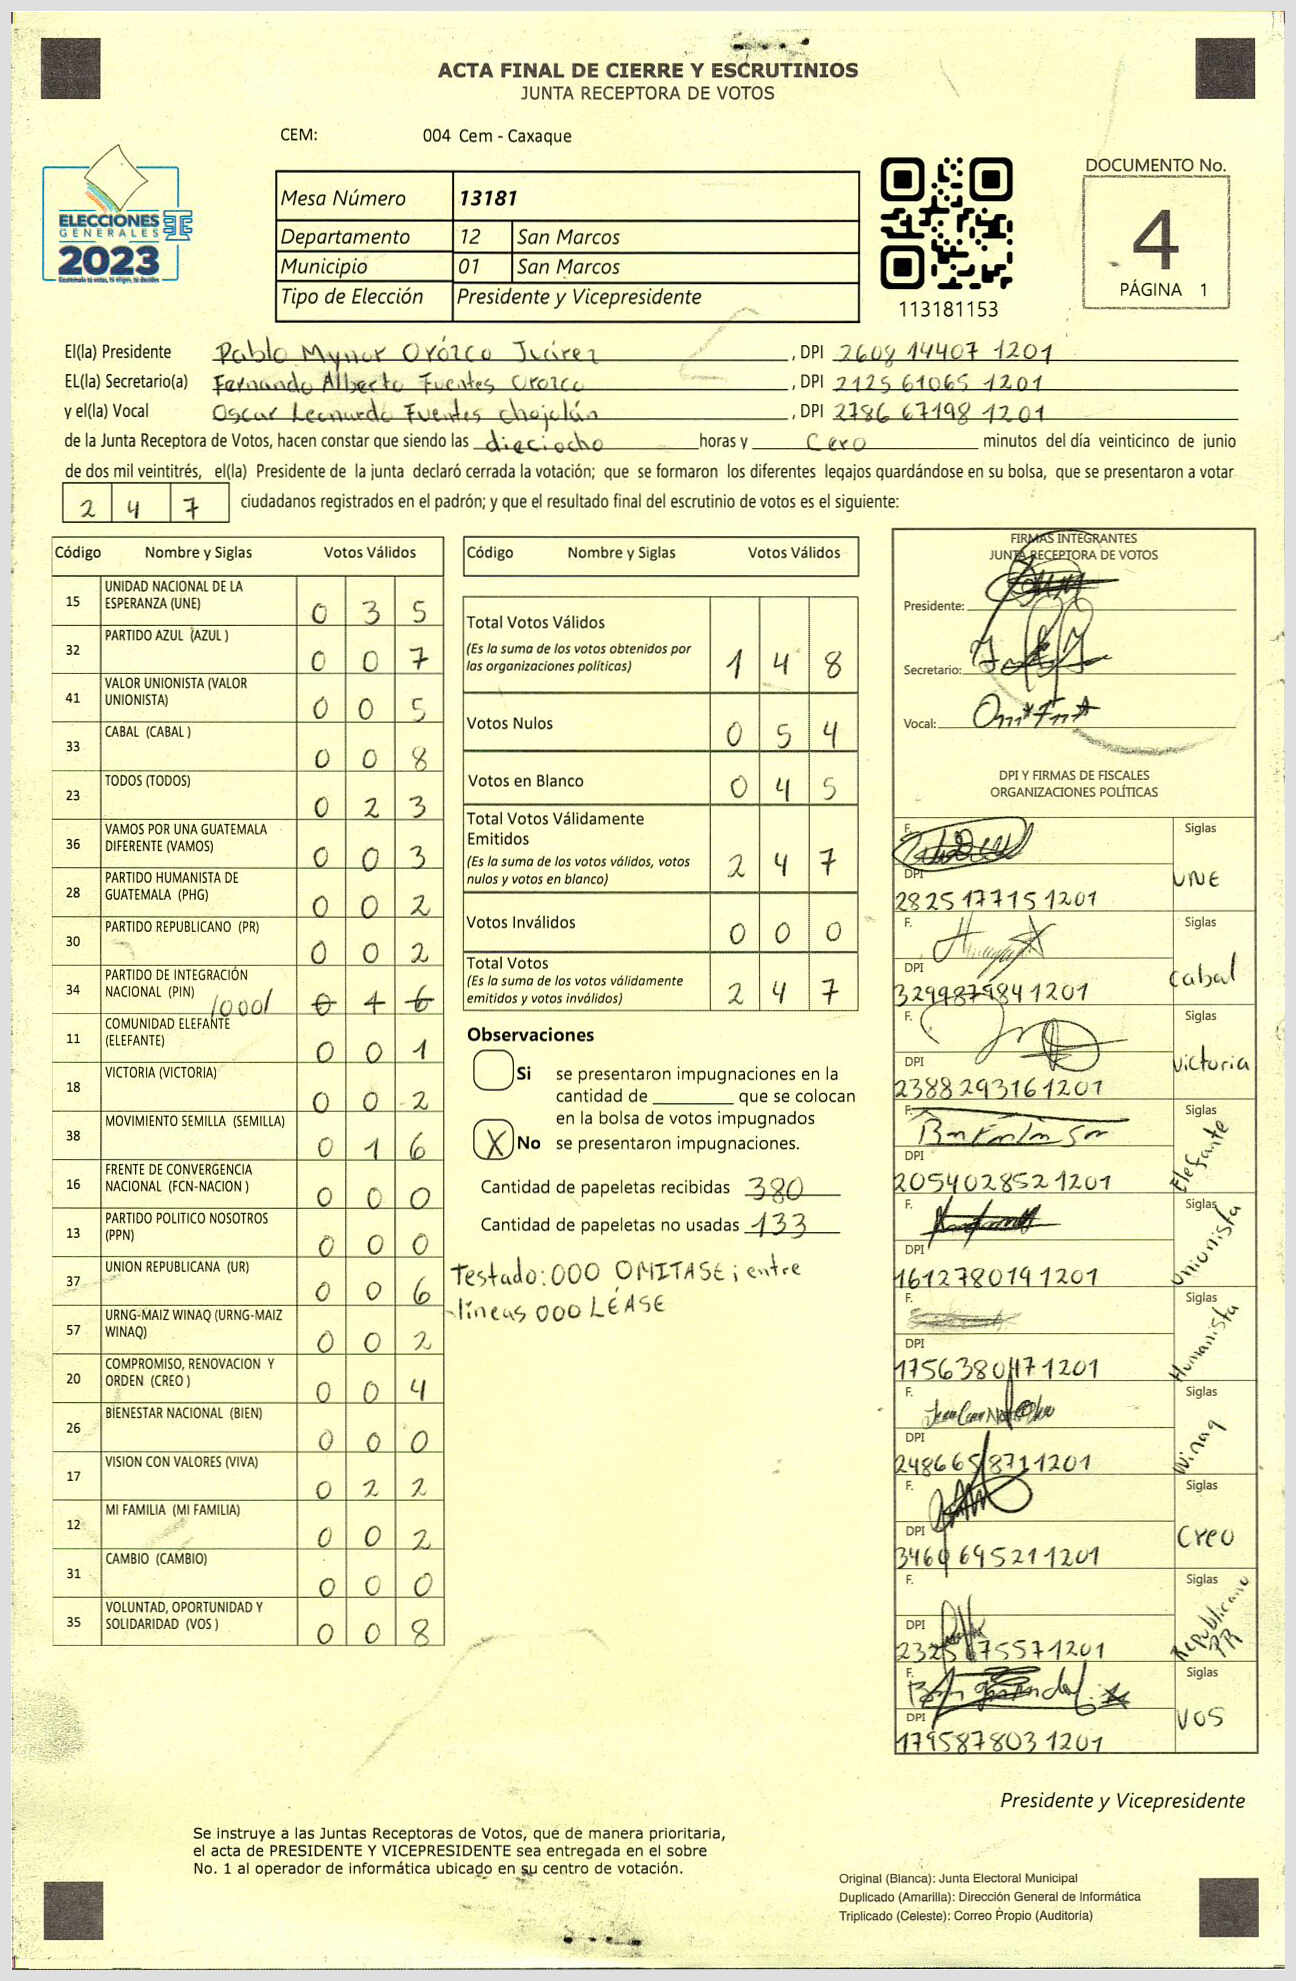 ACTA FINAL DE CIERRE Y ESCRUTINIOS
JUNTA RECEPTORA DE VOTOS
CEM: 004 Cem - Caxaque
ELECCIONES
GENERALES
2023
Mesa Número 13181
Departamento 12 San Marcos
Municipio 01 San Marcos
Tipo de Elección Presidente y Vicepresidente
113181153
DOCUMENTO No.
4
PÁGINA 1
El(la) Presidente Pablo Mynor Orózco Juárez , DPI 2608 14407 1201
EL(la) Secretario(a) Fernando Alberto Fuentes Orozco , DPI 2125 61065 1201
y el(la) Vocal Oscar Leonardo Fuentes Chojolán , DPI 2786 67198 1201
de la Junta Receptora de Votos, hacen constar que siendo las dieciocho horas y Cero minutos del día veinticinco de junio
de dos mil veintitrés, el(la) Presidente de la junta declaró cerrada la votación; que se formaron los diferentes legajos quardándose en su bolsa, que se presentaron a votar
2 4 7 ciudadanos registrados en el padrón; y que el resultado final del escrutinio de votos es el siguiente:
Código Nombre y Siglas Votos Válidos
15 UNIDAD NACIONAL DE LA
ESPERANZA (UNE) 0 3 5
32 PARTIDO AZUL (AZUL ) 0 0 7
41 VALOR UNIONISTA (VALOR
UNIONISTA) 0 0 5
33 CABAL (CABAL ) 0 0 8
23 TODOS (TODOS) 0 2 3
36 VAMOS POR UNA GUATEMALA
DIFERENTE (VAMOS) 0 0 3
28 PARTIDO HUMANISTA DE
GUATEMALA (PHG) 0 0 2
30 PARTIDO REPUBLICANO (PR) 0 0 2
34 PARTIDO DE INTEGRACIÓN
NACIONAL (PIN) /000/
11 COMUNIDAD ELEFANTE
(ELEFANTE) 0 0 1
18 VICTORIA (VICTORIA) 0 0 2
38 MOVIMIENTO SEMILLA (SEMILLA) 0 1 6
16 FRENTE DE CONVERGENCIA
NACIONAL (FCN-NACION ) 0 0 0
13 PARTIDO POLITICO NOSOTROS
(PPN) 0 0 0
37 UNION REPUBLICANA (UR) 0 0 6
57 URNG-MAIZ WINAQ (URNG-MAIZ
WINAQ) 0 0 2
20 COMPROMISO, RENOVACION Y
ORDEN (CREO ) 0 0 4
26 BIENESTAR NACIONAL (BIEN) 0 0 0
17 VISION CON VALORES (VIVA) 0 2 2
12 MI FAMILIA (MI FAMILIA) 0 0 2
31 CAMBIO (CAMBIO) 0 0 0
35 VOLUNTAD, OPORTUNIDAD Y
SOLIDARIDAD (VOS ) 0 0 8
Código Nombre y Siglas Votos Válidos
Total Votos Válidos
(Es la suma de los votos obtenidos por
las organizaciones políticas) 1 4 8
Votos Nulos 0 5 4
Votos en Blanco 0 4 5
Total Votos Válidamente
Emitidos
(Es la suma de los votos válidos, votos
nulos y votos en blanco) 2 4 7
Votos Inválidos 0 0 0
Total Votos
(Es la suma de los votos válidamente
emitidos y votos inválidos) 2 4 7
Observaciones
Si se presentaron impugnaciones en la
cantidad de ________ que se colocan
en la bolsa de votos impugnados
X No se presentaron impugnaciones.
Cantidad de papeletas recibidas 380
Cantidad de papeletas no usadas 133
Testado: 000 OMITASE; entre
líneas 000 LÉASE
FIRMAS INTEGRANTES
JUNTA RECEPTORA DE VOTOS
Presidente:
Secretario:
Vocal:
DPI Y FIRMAS DE FISCALES
ORGANIZACIONES POLÍTICAS
F. Siglas
DPI UNE
2825177151201
F. Siglas
DPI Cabal
3299879841201
F. Siglas
DPI Victoria
2388293161201
F. Siglas
DPI Elefante
2054028521201
F. Siglas
DPI Unionista
1612780191201
F. Siglas
DPI Humanista
1756380471201
F. Siglas
DPI Winaq
2486658711201
F. Siglas
DPI Creo
3460645211201
F. Siglas
DPI Republicano PR
F. Siglas
DPI VOS
1795878031201
Presidente y Vicepresidente
Se instruye a las Juntas Receptoras de Votos, que de manera prioritaria,
el acta de PRESIDENTE Y VICEPRESIDENTE sea entregada en el sobre
No. 1 al operador de informática ubicado en su centro de votación.
Original (Blanca): Junta Electoral Municipal
Duplicado (Amarilla): Dirección General de Informática
Triplicado (Celeste): Correo Propio (Auditoría)